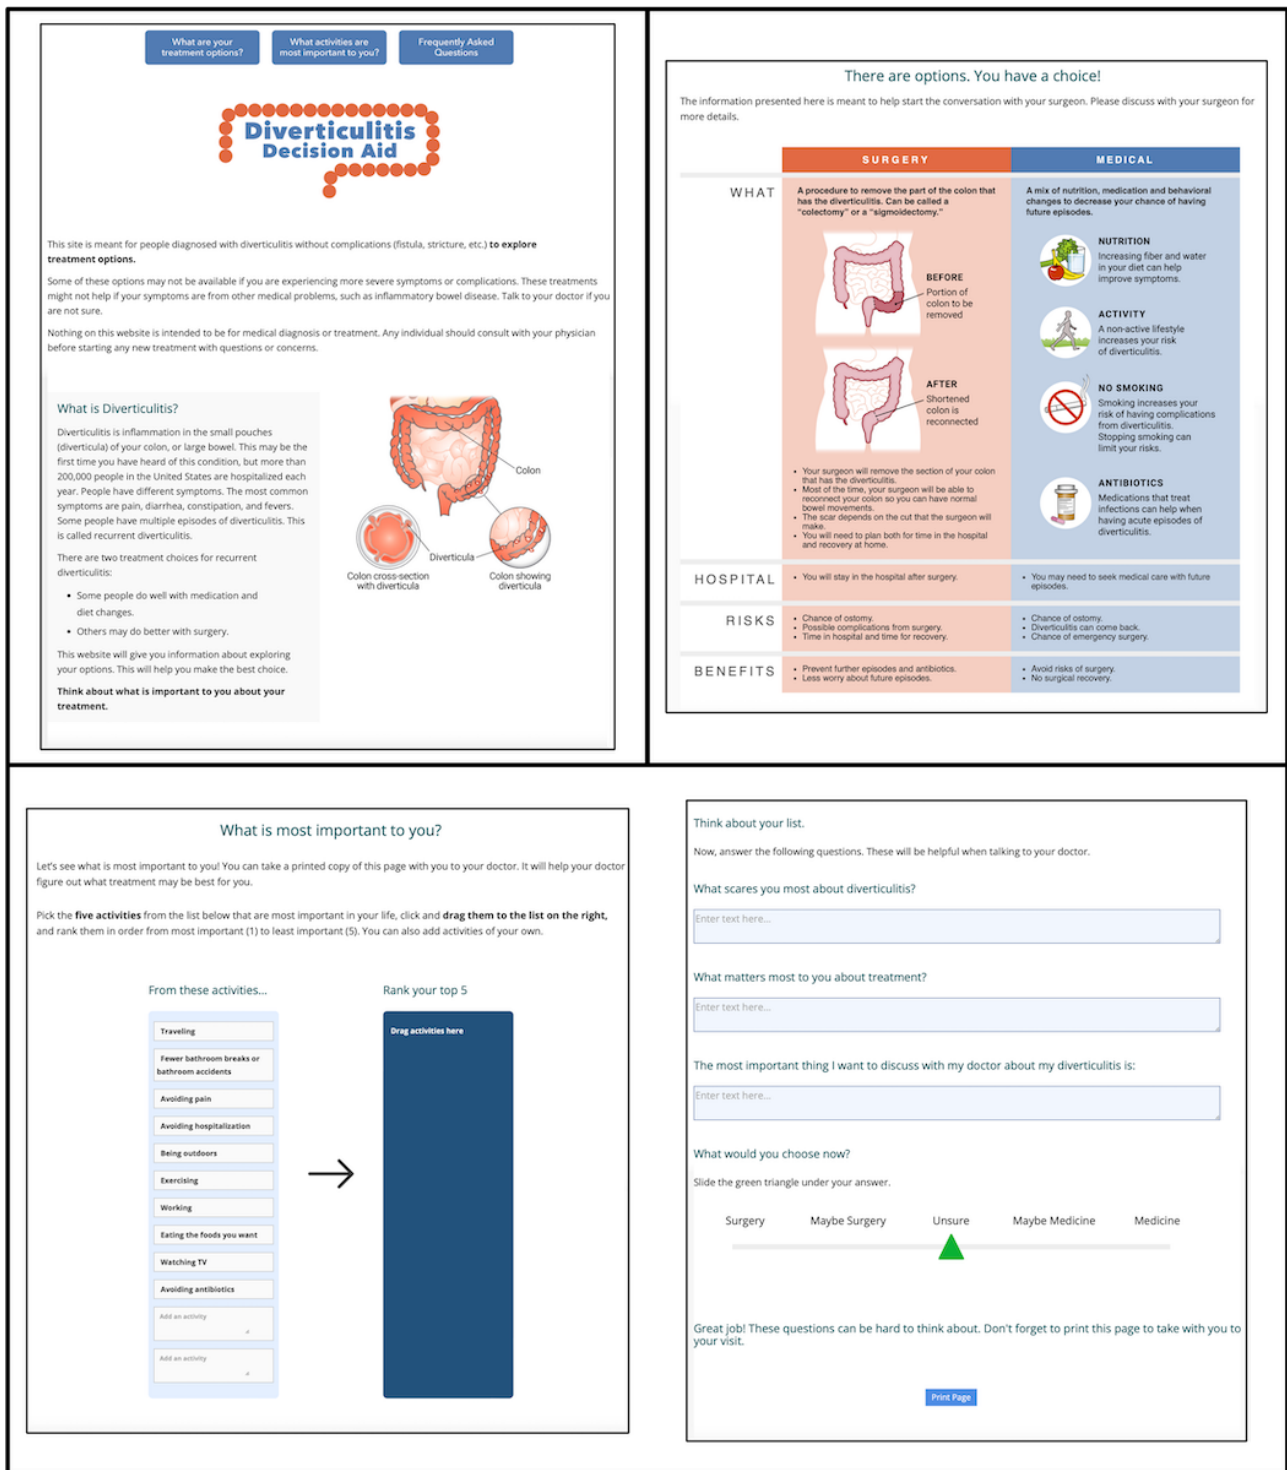 What are your
treatment options?
What activities are
most important to you?
Frequently Asked
Questions
Diverticulitis
Decision Aid
This site is meant for people diagnosed with diverticulitis without complications (fistula, stricture, etc.) to explore
treatment options.
Some of these options may not be available if you are experiencing more severe symptoms or complications. These treatments
might not help if your symptoms are from other medical problems, such as inflammatory bowel disease. Talk to your doctor if you
are not sure.
Nothing on this website is intended to be for medical diagnosis or treatment. Any individual should consult with your physician
before starting any new treatment with questions or concerns.
What is Diverticulitis?
Diverticulitis is inflammation in the small pouches
(diverticula) of your colon, or large bowel. This may be the
first time you have heard of this condition, but more than
200,000 people in the United States are hospitalized each
year. People have different symptoms. The most common
symptoms are pain, diarrhea, constipation, and fevers.
Some people have multiple episodes of diverticulitis. This
is called recurrent diverticulitis.
There are two treatment choices for recurrent
diverticulitis:
• Some people do well with medication and
diet changes.
• Others may do better with surgery.
This website will give you information about exploring
your options. This will help you make the best choice.
Think about what is important to you about your
treatment.
Colon
Diverticula
Colon cross-section
with diverticula
Colon showing
diverticula
There are options. You have a choice!
The information presented here is meant to help start the conversation with your surgeon. Please discuss with your surgeon for
more details.
SURGERY
MEDICAL
WHAT
A procedure to remove the part of the colon that
has the diverticulitis. Can be called a
"colectomy" or a "sigmoidectomy."
BEFORE
Portion of
colon to be
removed
AFTER
Shortened
colon is
reconnected
• Your surgeon will remove the section of your colon
that has the diverticulitis.
• Most of the time, your surgeon will be able to
reconnect your colon so you can have normal
bowel movements.
• The scar depends on the cut that the surgeon will
make.
• You will need to plan both for time in the hospital
and recovery at home.
A mix of nutrition, medication and behavioral
changes to decrease your chance of having
future episodes.
NUTRITION
Increasing fiber and water
in your diet can help
improve symptoms.
ACTIVITY
A non-active lifestyle
increases your risk
of diverticulitis.
NO SMOKING
Smoking increases your
risk of having complications
from diverticulitis.
Stopping smoking can
limit your risks.
ANTIBIOTICS
Medications that treat
infections can help when
having acute episodes of
diverticulitis.
HOSPITAL
• You will stay in the hospital after surgery.
• You may need to seek medical care with future
episodes.
RISKS
• Chance of ostomy.
• Possible complications from surgery.
• Time in hospital and time for recovery.
• Chance of ostomy.
• Diverticulitis can come back.
• Chance of emergency surgery.
BENEFITS
• Prevent further episodes and antibiotics.
• Less worry about future episodes.
• Avoid risks of surgery.
• No surgical recovery.
What is most important to you?
Let's see what is most important to you! You can take a printed copy of this page with you to your doctor. It will help your doctor
figure out what treatment may be best for you.
Pick the five activities from the list below that are most important in your life, click and drag them to the list on the right,
and rank them in order from most important (1) to least important (5). You can also add activities of your own.
From these activities...
Traveling
Fewer bathroom breaks or
bathroom accidents
Avoiding pain
Avoiding hospitalization
Being outdoors
Exercising
Working
Eating the foods you want
Watching TV
Avoiding antibiotics
Add an activity
Add an activity
Rank your top 5
Drag activities here
Think about your list.
Now, answer the following questions. These will be helpful when talking to your doctor.
What scares you most about diverticulitis?
Enter text here...
What matters most to you about treatment?
Enter text here...
The most important thing I want to discuss with my doctor about my diverticulitis is:
Enter text here...
What would you choose now?
Slide the green triangle under your answer.
Surgery Maybe Surgery Unsure Maybe Medicine Medicine
Great job! These questions can be hard to think about. Don't forget to print this page to take with you to
your visit.
Print Page